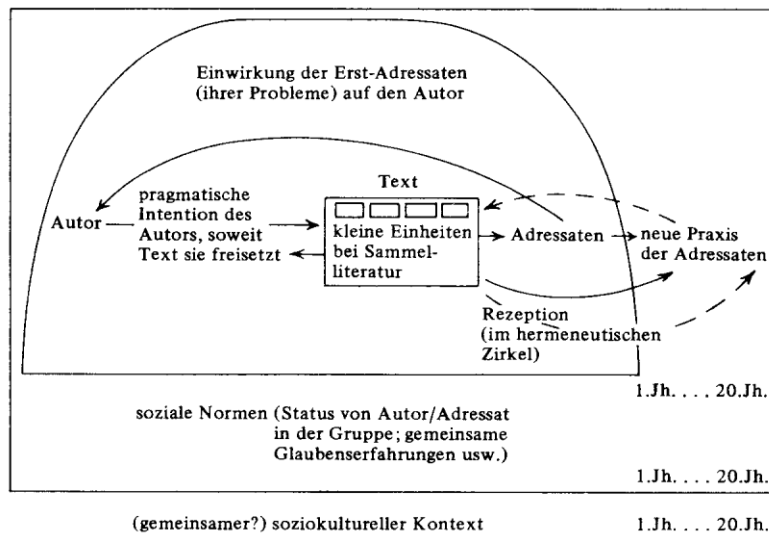 Einwirkung der Erst-Adressaten
(ihrer Probleme) auf den Autor
Text
Autor
pragmatische
Intention des
Autors, soweit
Text sie freisetzt
kleine Einheiten
bei Sammel-
literatur
Adressaten
neue Praxis
der Adressaten
Rezeption
(im hermeneutischen
Zirkel)
1.Jh. . . . 20.Jh.
soziale Normen (Status von Autor/Adressat
in der Gruppe; gemeinsame
Glaubenserfahrungen usw.)
1.Jh. . . . 20.Jh.
(gemeinsamer?) soziokultureller Kontext 1.Jh. . . . 20.Jh.